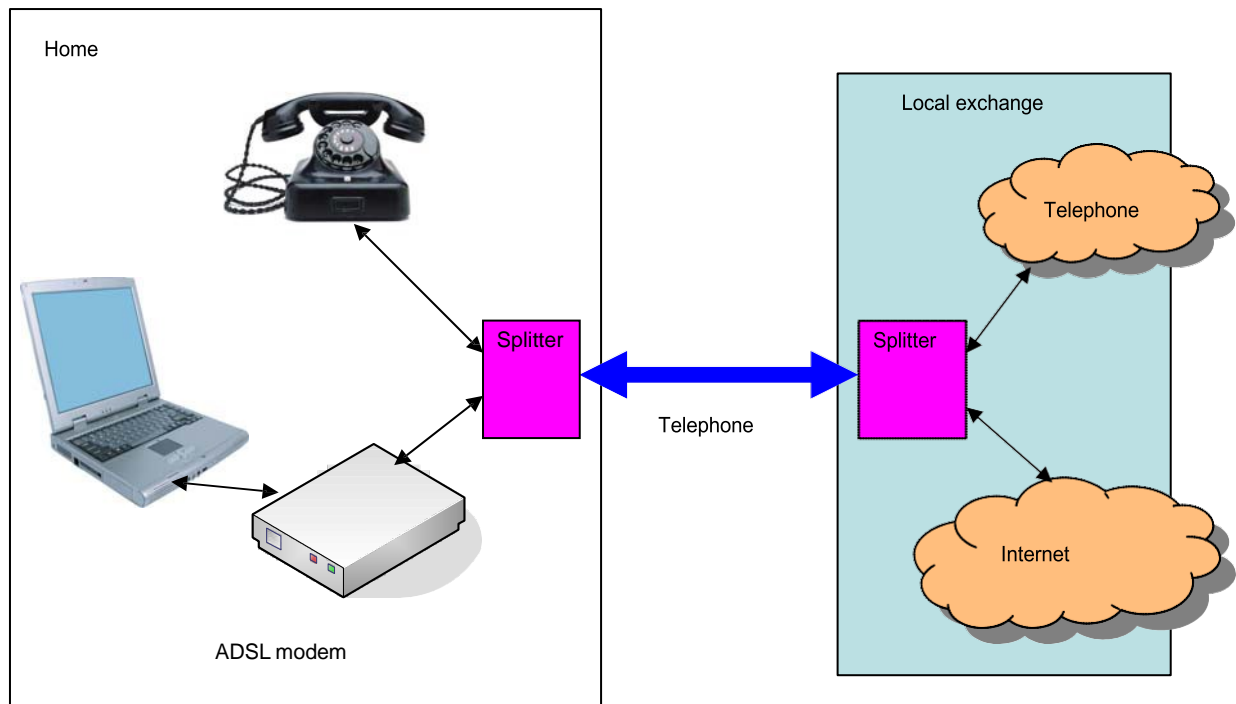 Home
Local exchange
Telephone
Splitter
Splitter
Telephone
Internet
ADSL modem